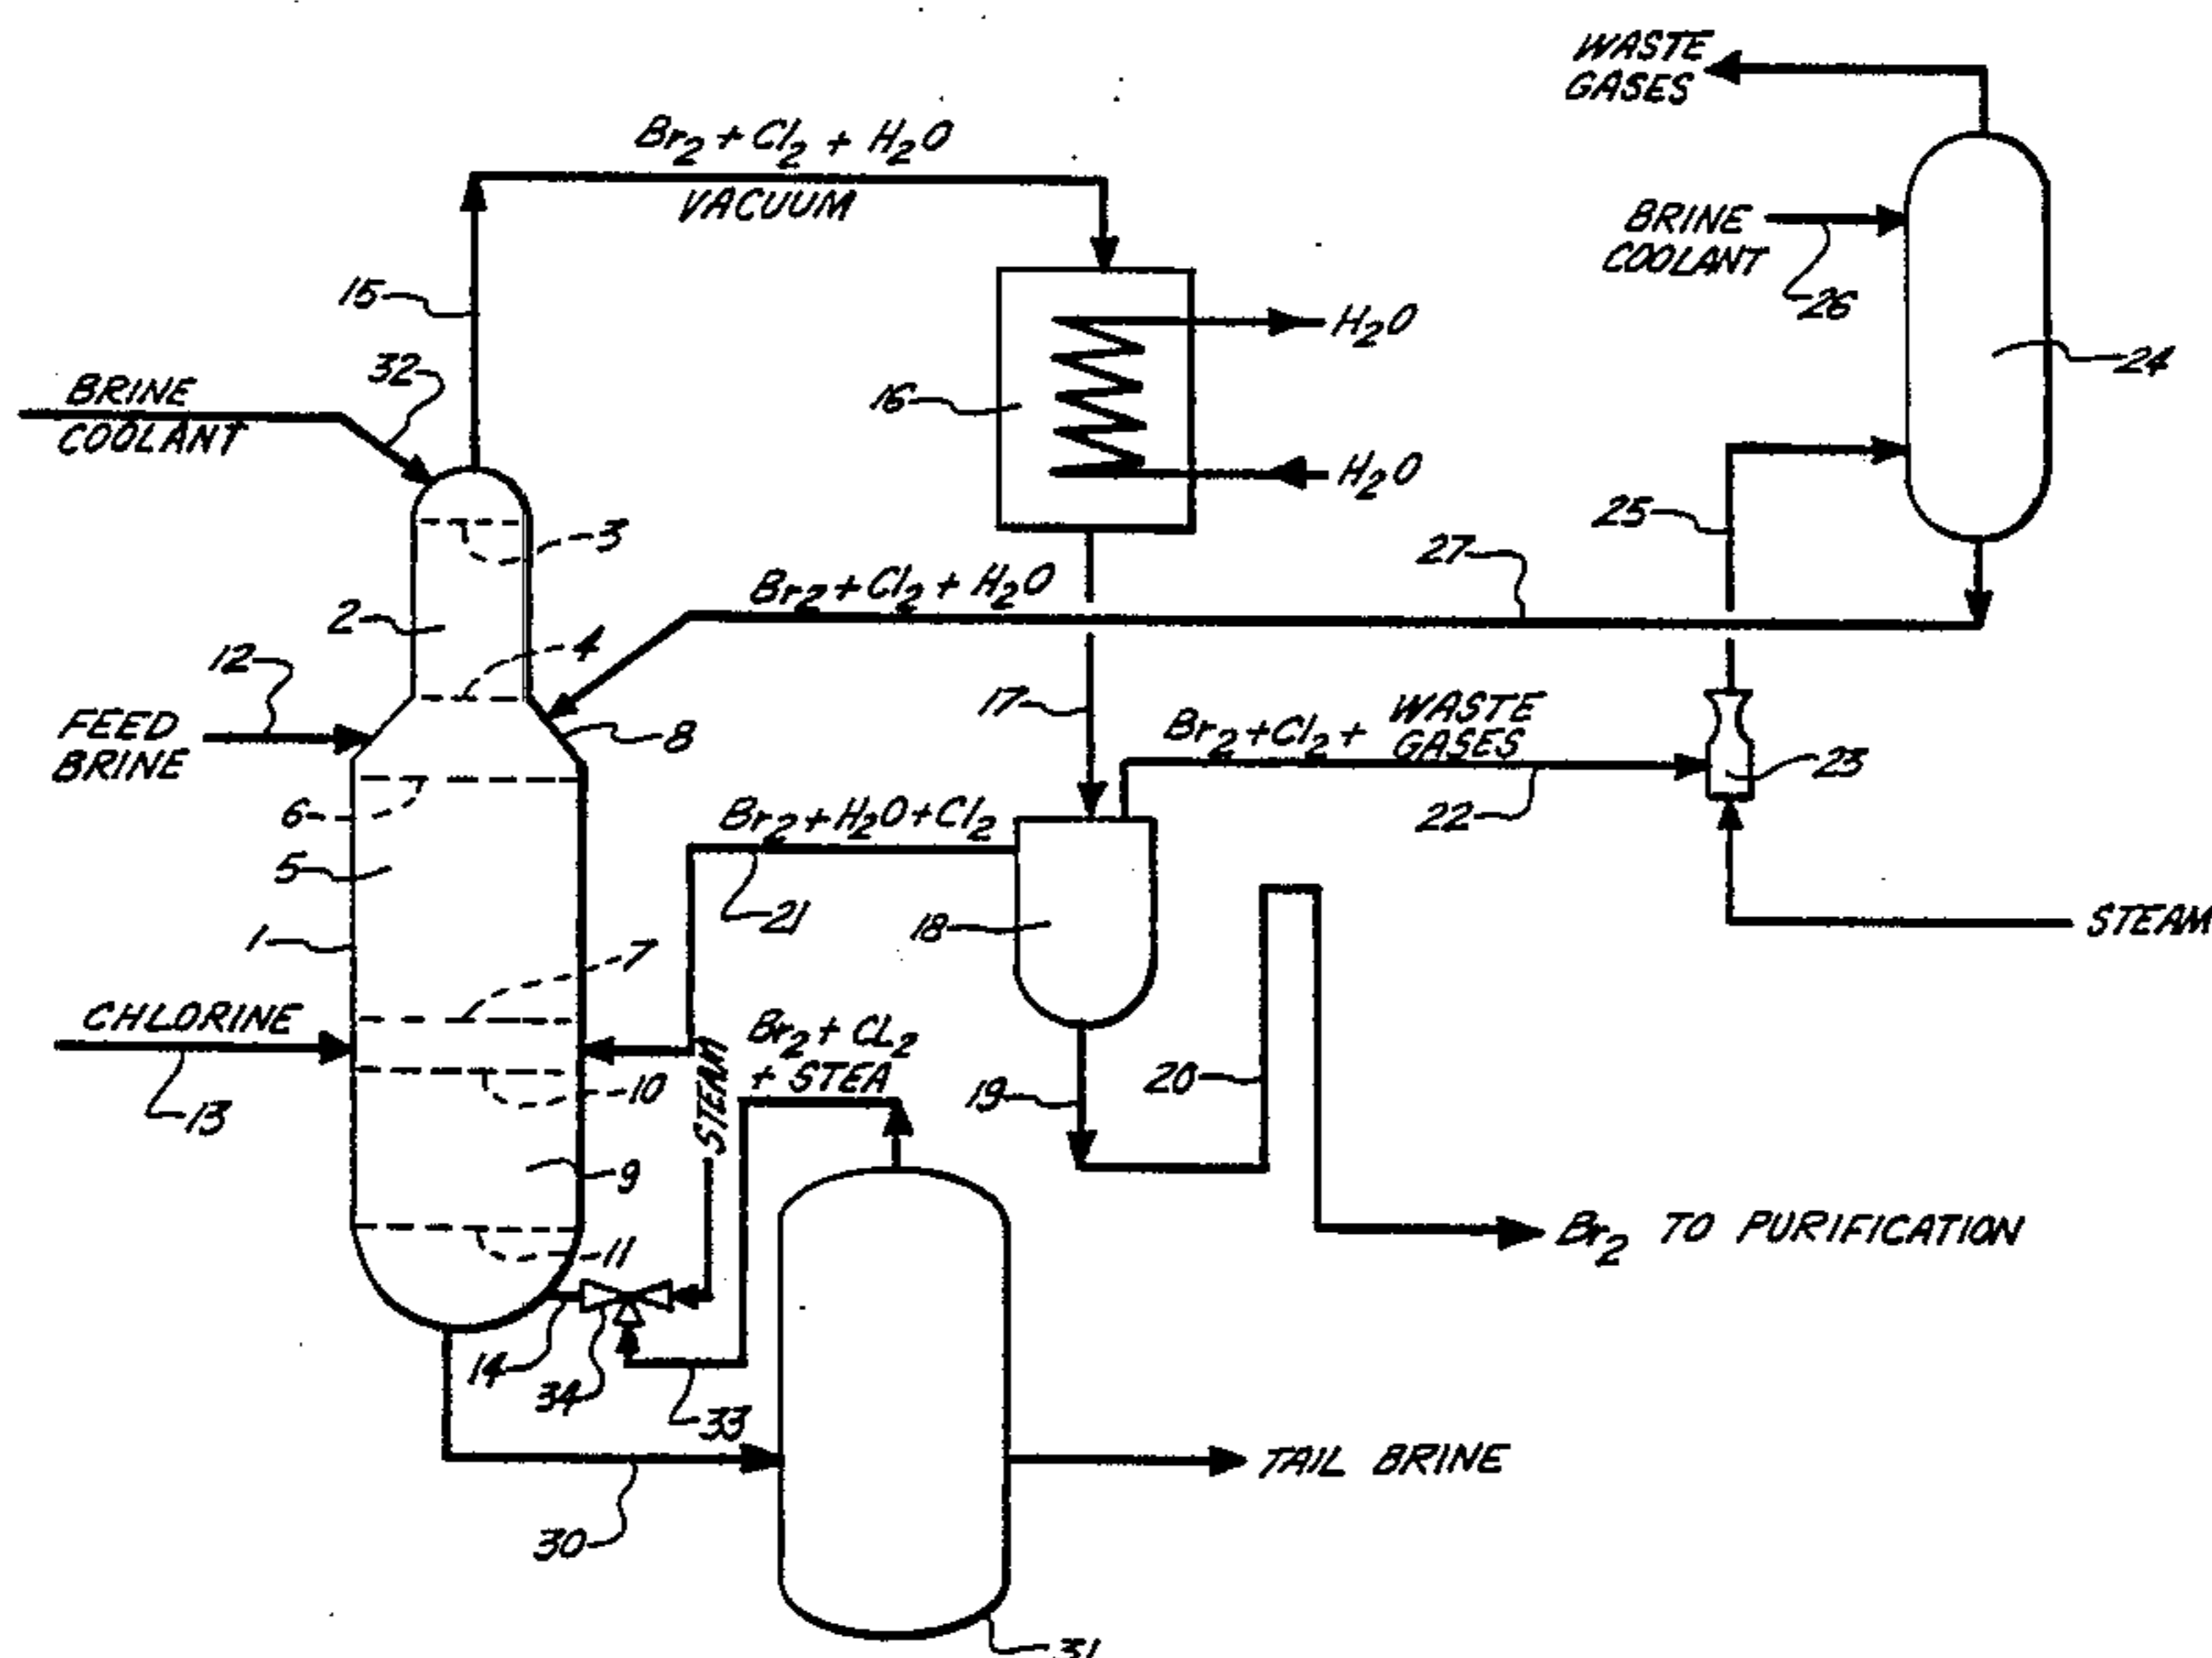 WASTE
GASES
Br2 + Cl2 + H2O
VACUUM
BRINE
COOLANT
26
24
15
32
BRINE
COOLANT
16
H2O
H2O
25
3
27
Br2+Cl2+H2O
2
4
12
17
FEED
BRINE
8
Br2+Cl2+ WASTE
GASES
23
6
Br2+H2O+Cl2
22
5
21
18
STEAM
1
7
CHLORINE
Br2+CL2
+ STEA
STEAM
10
13
19
20
9
Br2 TO PURIFICATION
11
14
34
33
TAIL BRINE
30
31